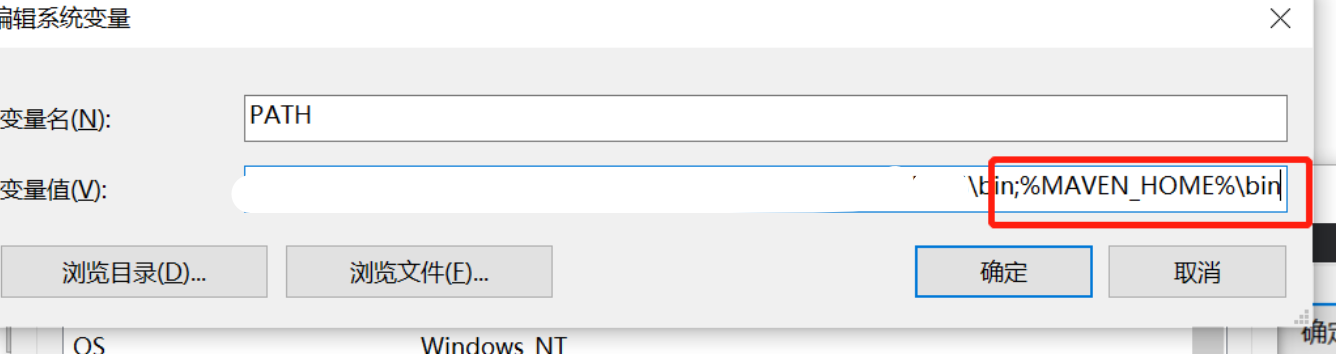 编辑系统变量
变量名(N):
PATH
变量值(V):
\bin;%MAVEN_HOME%\bin
浏览目录(D)...
浏览文件(F)...
确定
取消
OS
Windows_NT
确定